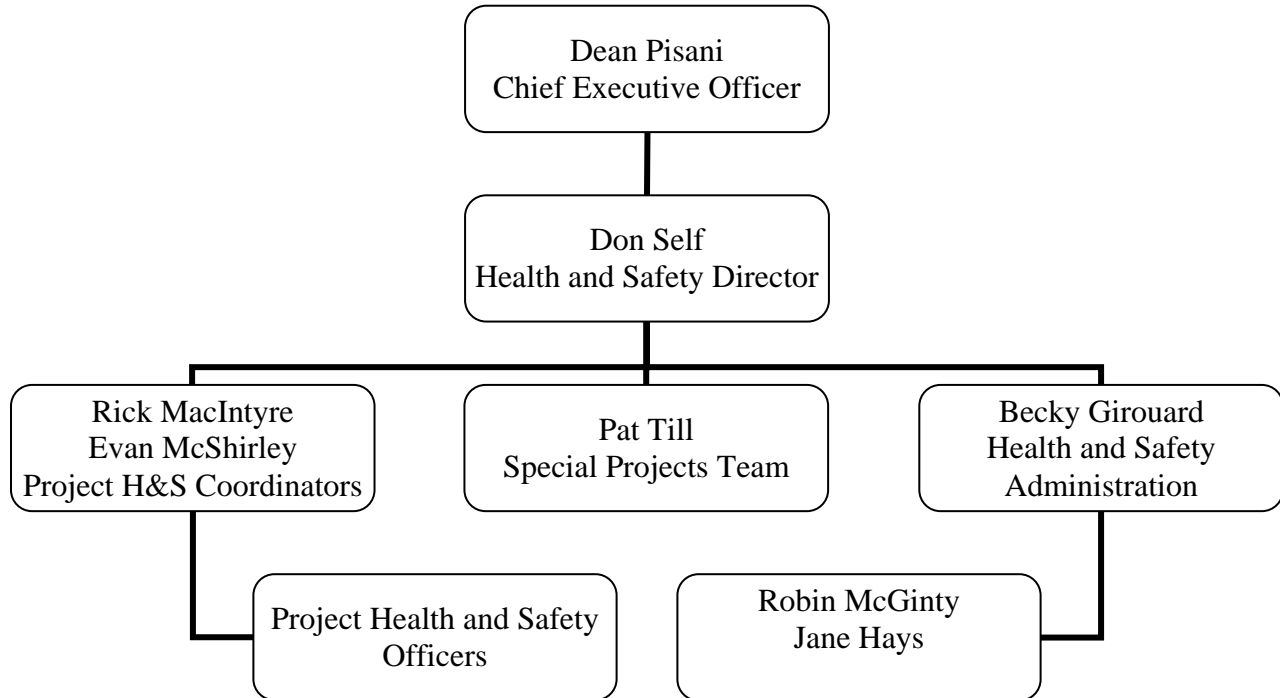 Dean Pisani
Chief Executive Officer
Don Self
Health and Safety Director
Rick MacIntyre
Evan McShirley
Project H&S Coordinators
Pat Till
Special Projects Team
Becky Girouard
Health and Safety
Administration
Project Health and Safety
Officers
Robin McGinty
Jane Hays